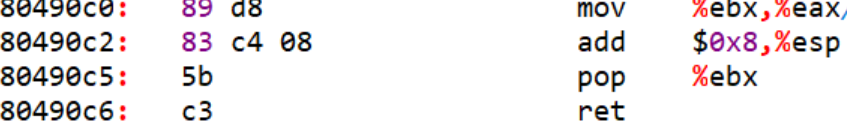 80490c0: 89 d8 mov %ebx,%eax/
80490c2: 83 c4 08 add $0x8,%esp
80490c5: 5b pop %ebx
80490c6: c3 ret